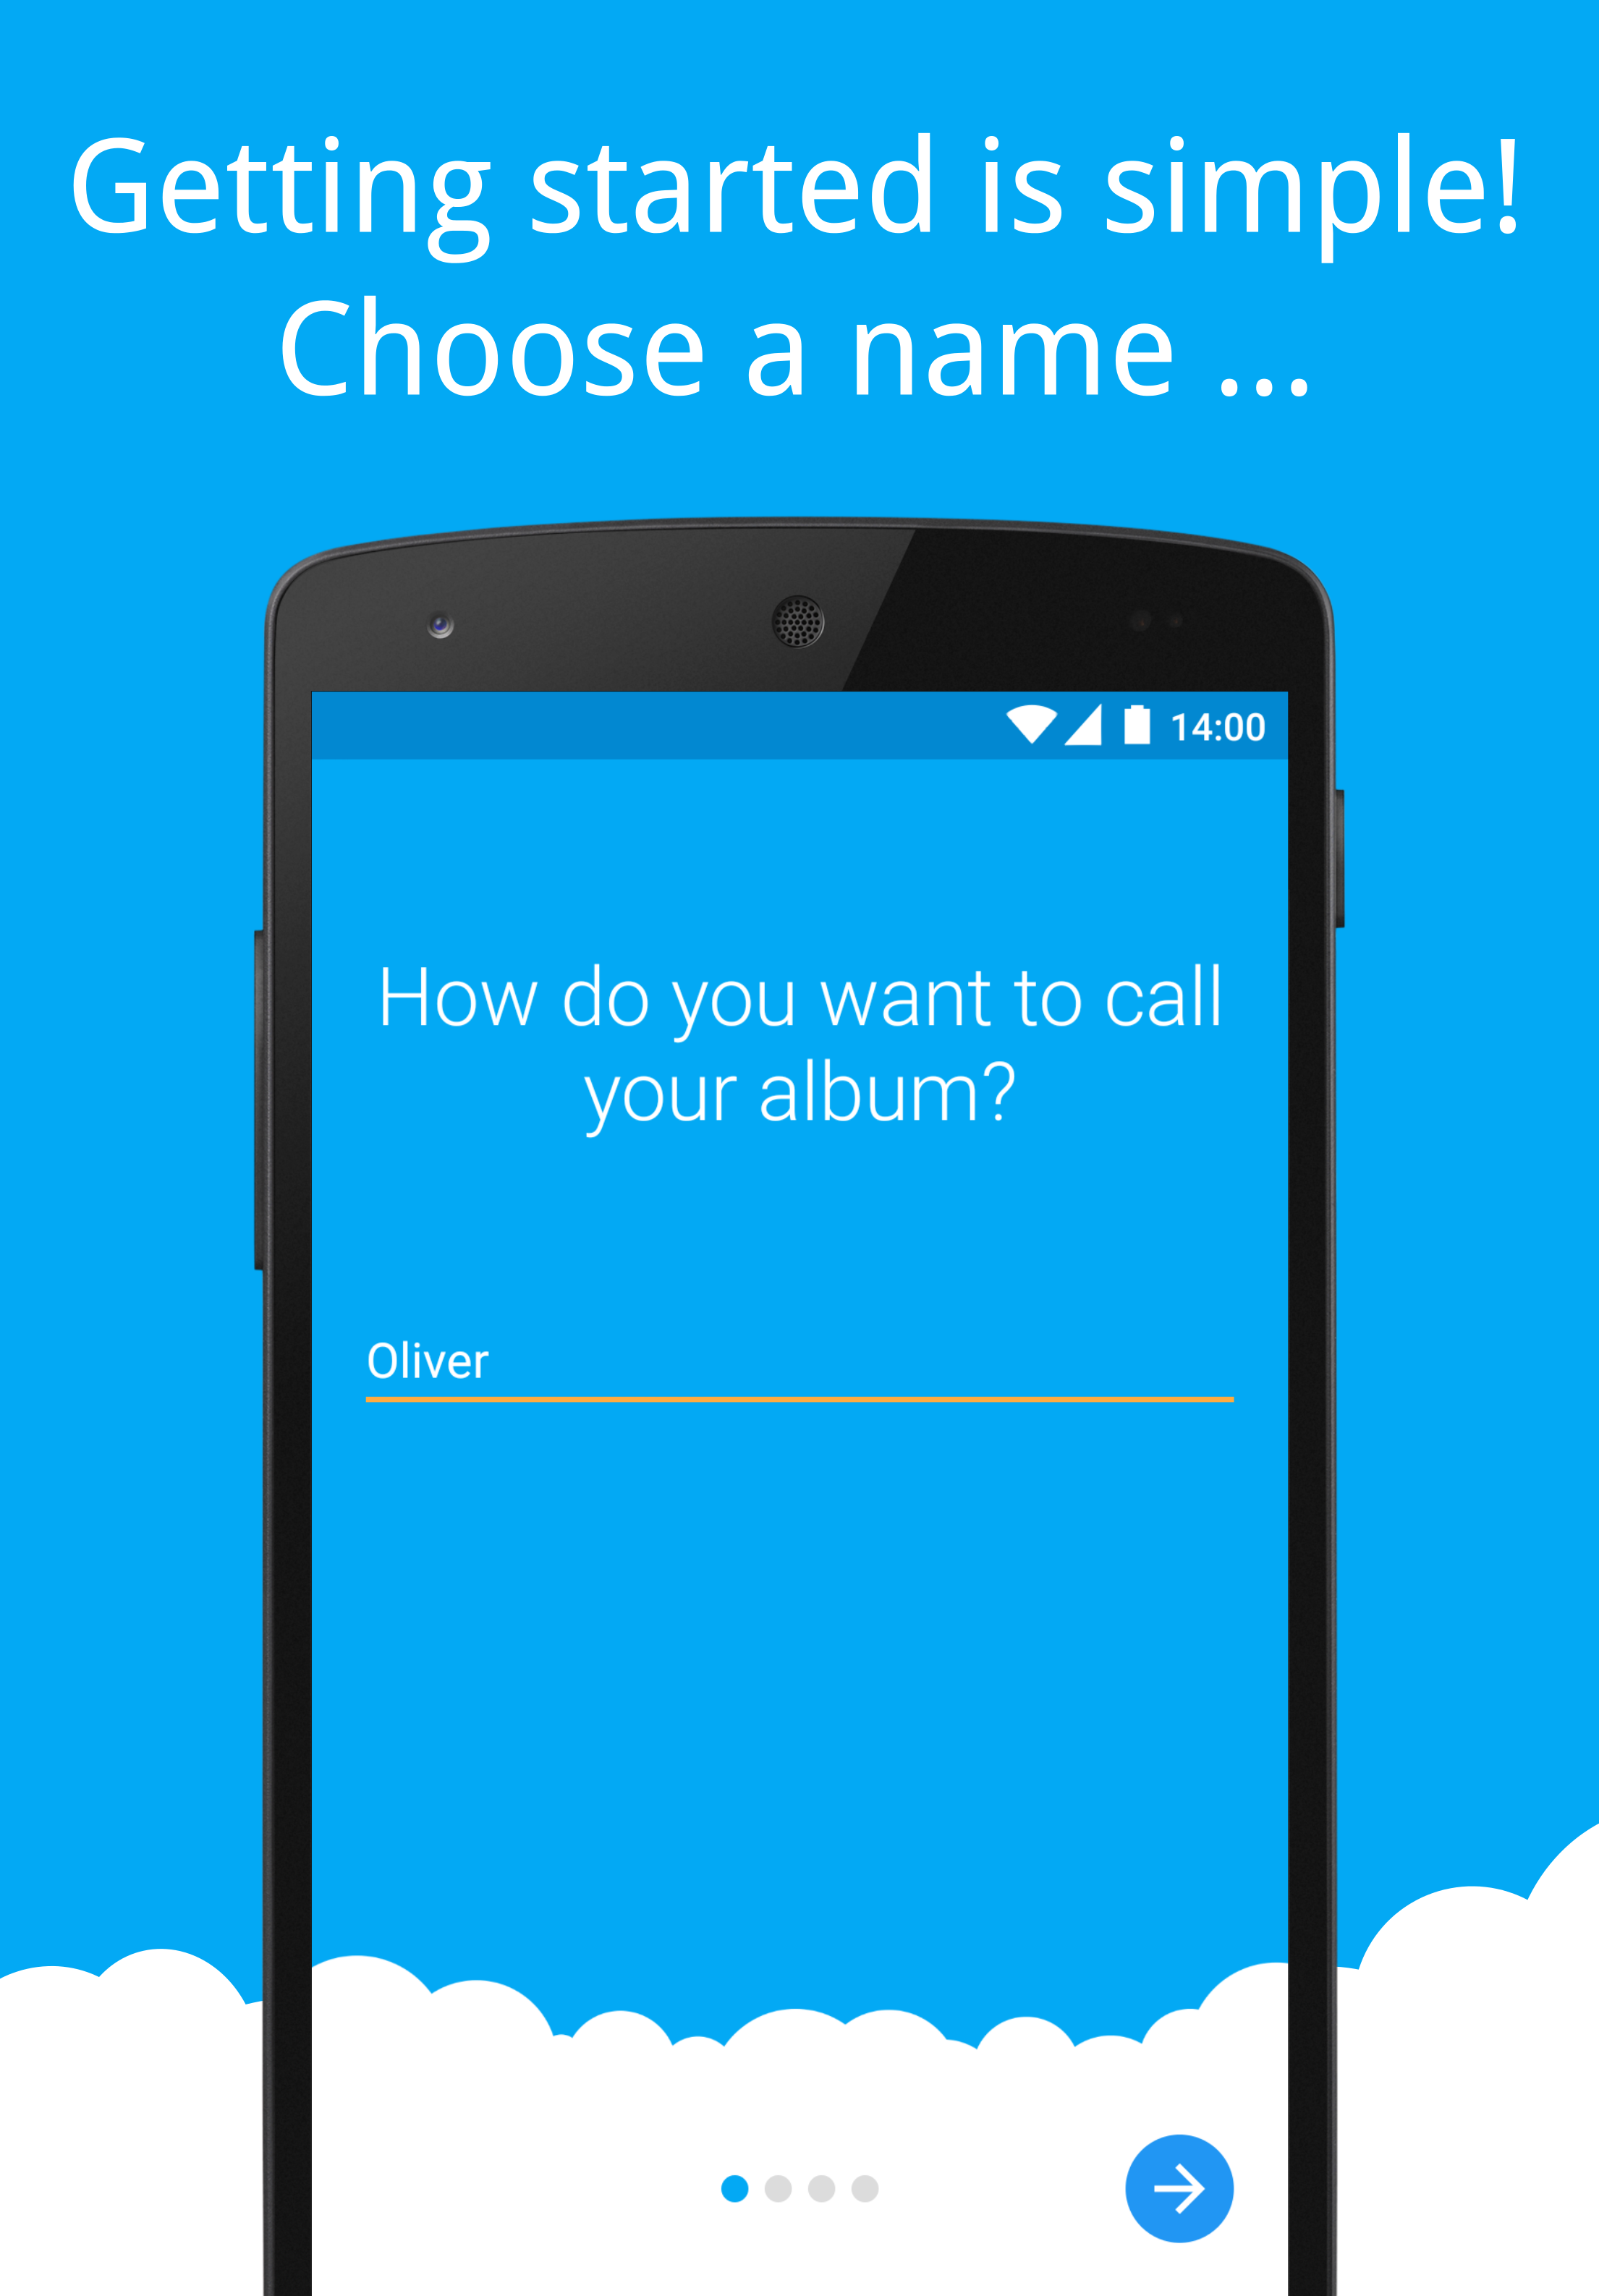 Getting started is simple!
Choose a name ...
14:00
How do you want to call
your album?
Oliver